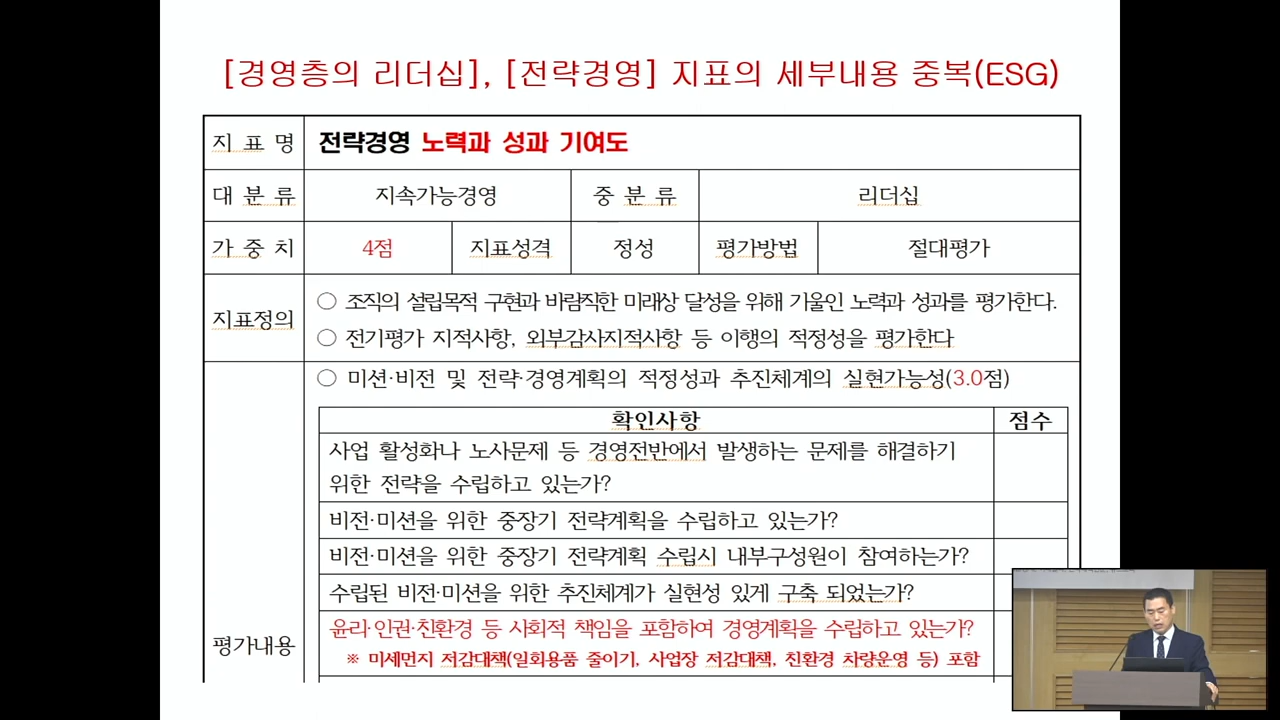 [경영층의 리더십], [전략경영] 지표의 세부내용 중복(ESG)
지 표 명 전략경영 노력과 성과 기여도
대 분 류 지속가능경영 중 분 류 리더십
가 중 치 4점 지표성격 정성 평가방법 절대평가
지표정의
○ 조직의 설립목적 구현과 바람직한 미래상 달성을 위해 기울인 노력과 성과를 평가한다.
○ 전기평가 지적사항, 외부감사지적사항 등 이행의 적정성을 평가한다
평가내용
○ 미션·비전 및 전략·경영계획의 적정성과 추진체계의 실현가능성(3.0점)
확인사항 점수
사업 활성화나 노사문제 등 경영전반에서 발생하는 문제를 해결하기
위한 전략을 수립하고 있는가?
비전·미션을 위한 중장기 전략계획을 수립하고 있는가?
비전·미션을 위한 중장기 전략계획 수립시 내부구성원이 참여하는가?
수립된 비전·미션을 위한 추진체계가 실현성 있게 구축 되었는가?
윤리·인권·친환경 등 사회적 책임을 포함하여 경영계획을 수립하고 있는가?
※ 미세먼지 저감대책(일회용품 줄이기, 사업장 저감대책, 친환경 차량운영 등) 포함